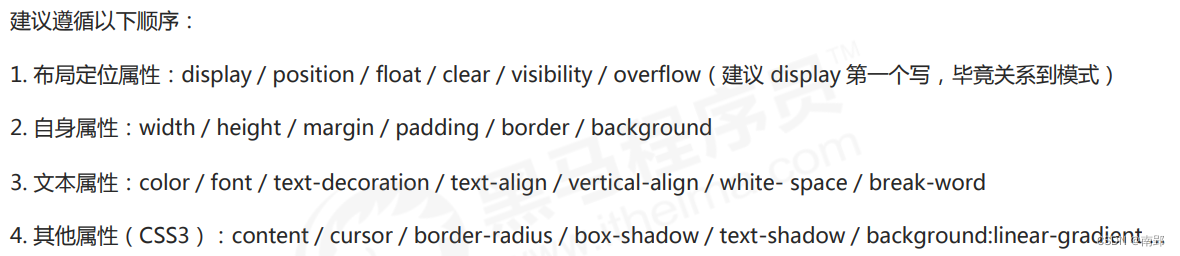 建议遵循以下顺序：
1. 布局定位属性：display / position / float / clear / visibility / overflow（建议 display 第一个写，毕竟关系到模式）
2. 自身属性：width / height / margin / padding / border / background
3. 文本属性：color / font / text-decoration / text-align / vertical-align / white- space / break-word
4. 其他属性（CSS3）：content / cursor / border-radius / box-shadow / text-shadow / background:linear-gradient …
黑马程序员™
www.itheima.com
CSDN @南郢